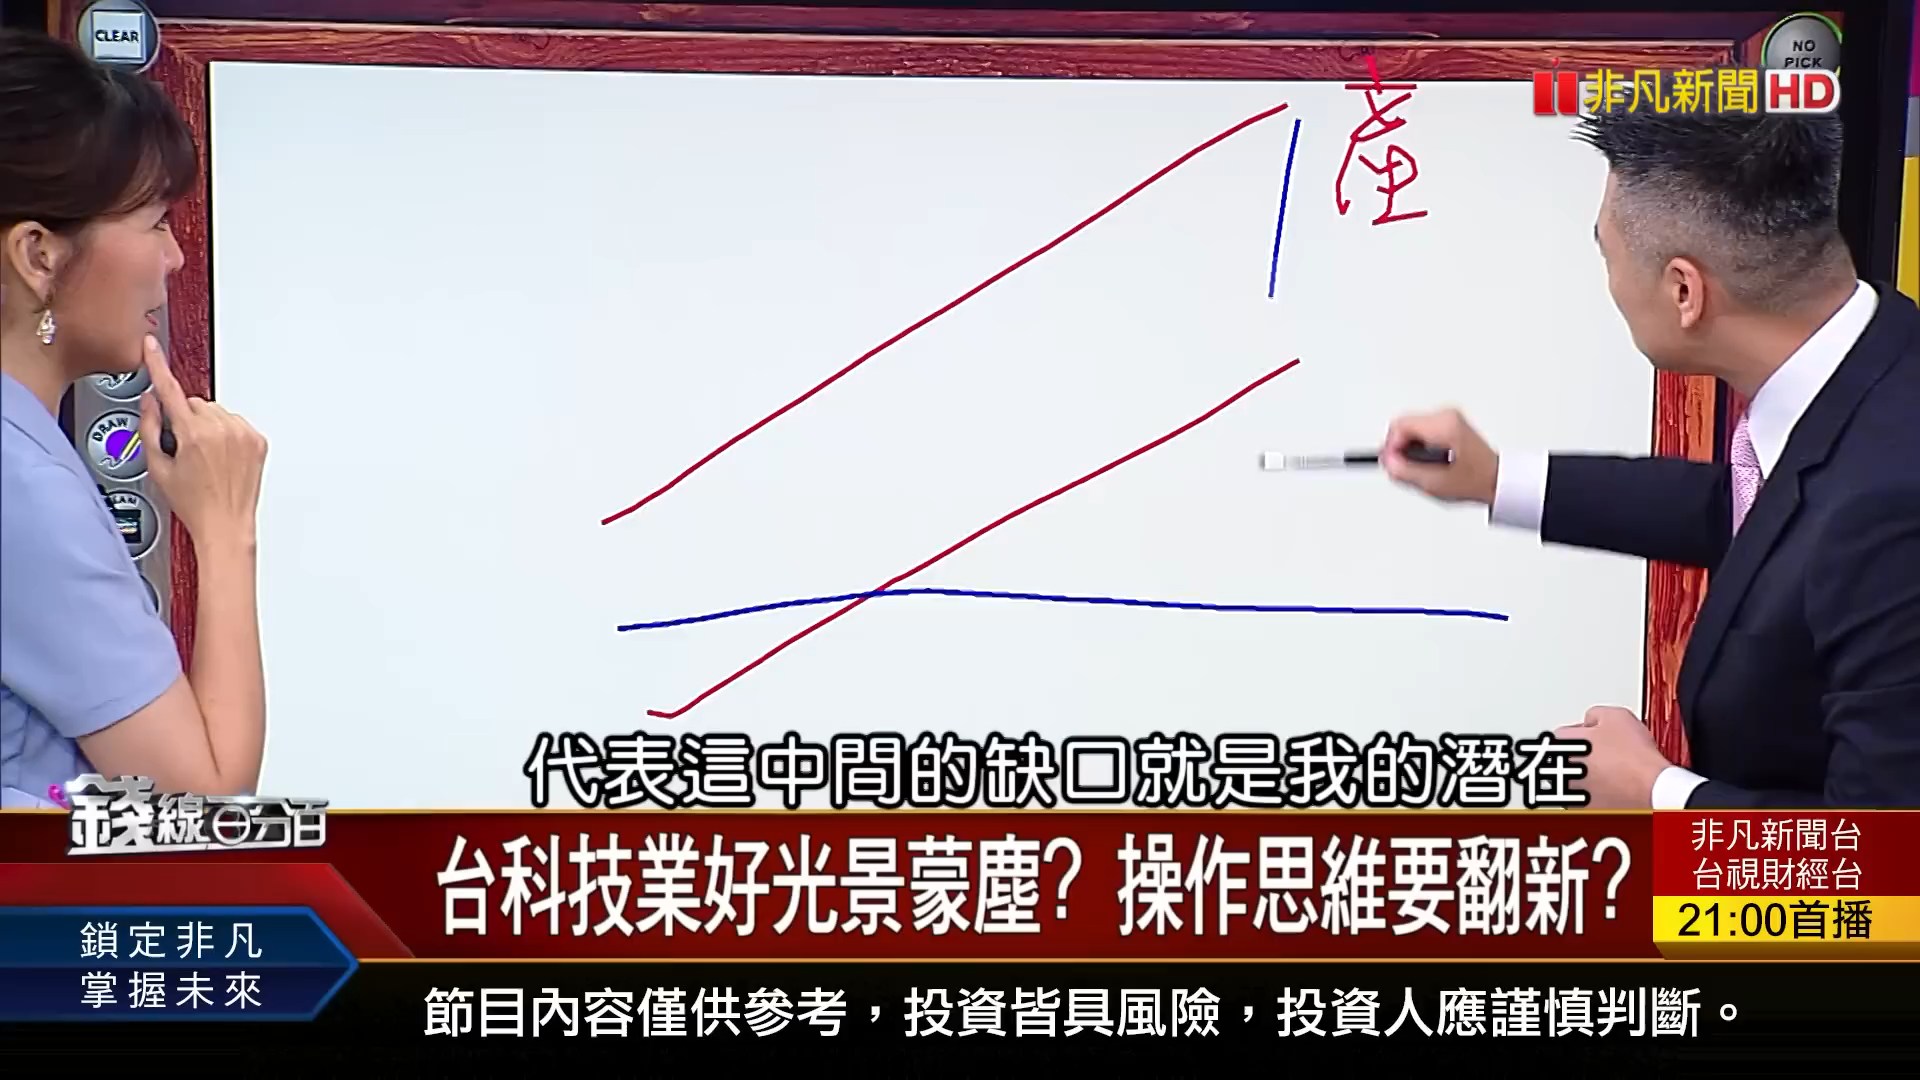 CLEAR
NO
PICK
非凡新聞HD
產
DRAW
代表這中間的缺口就是我的潛在
錢線百分百
台科技業好光景蒙塵? 操作思維要翻新?
非凡新聞台
台視財經台
21:00首播
鎖定非凡
掌握未來
節目內容僅供參考,投資皆具風險,投資人應謹慎判斷。